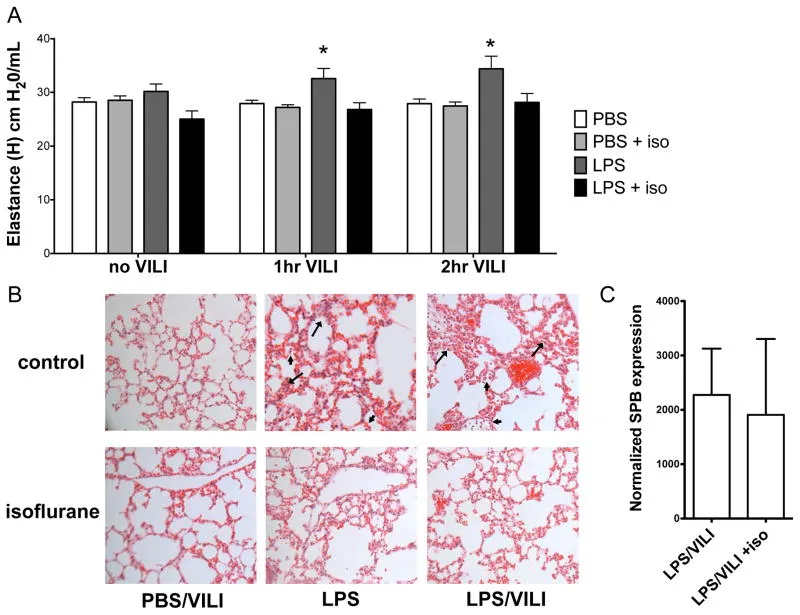 A
Elastance (H) cm H20/mL
40
30
20
10
0
*
*
no VILI
1hr VILI
2hr VILI
PBS
PBS + iso
LPS
LPS + iso
B
control
isoflurane
PBS/VILI
LPS
LPS/VILI
C
Normalized SPB expression
4000
3000
2000
1000
0
LPS/VILI
LPS/VILI +iso